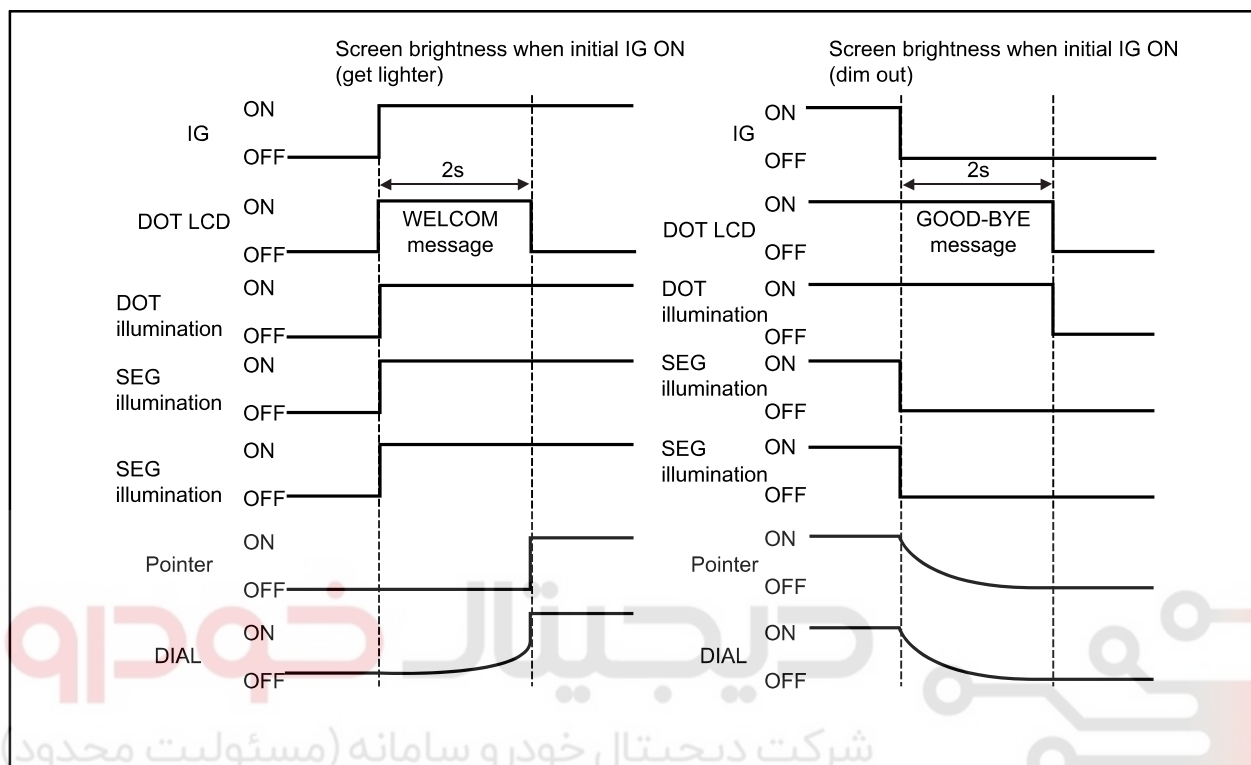 Screen brightness when initial IG ON
(get lighter)
ON
IG
OFF
2s
ON
DOT LCD
WELCOM
message
OFF
ON
DOT
illumination
OFF
ON
SEG
illumination
OFF
ON
SEG
illumination
OFF
ON
Pointer
OFF
ON
DIAL
OFF
Screen brightness when initial IG ON
(dim out)
ON
IG
OFF
2s
ON
DOT LCD
GOOD-BYE
message
OFF
ON
DOT
illumination
OFF
ON
SEG
illumination
OFF
ON
SEG
illumination
OFF
ON
Pointer
OFF
ON
DIAL
OFF
دیجیتال خودرو
شرکت دیجیتال خودرو سامانه (مسئولیت محدود)